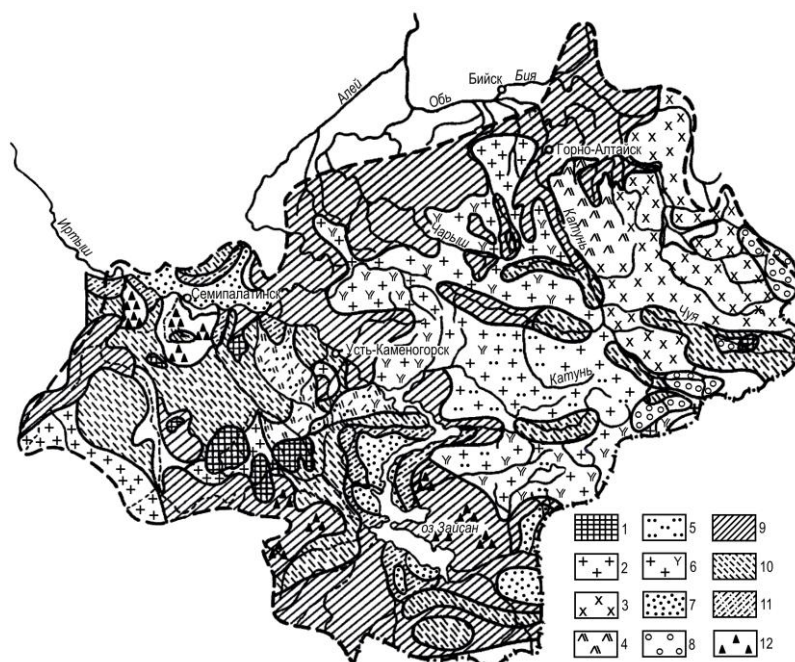 Бийск
Бия
Алей
Обь
Горно-Алтайск
Катунь
Чарыш
Иртыш
Семипалатинск
Чуя
Усть-Каменогорск
Катунь
оз Зайсан
1 5 9
2 6 10
3 7 11
4 8 12